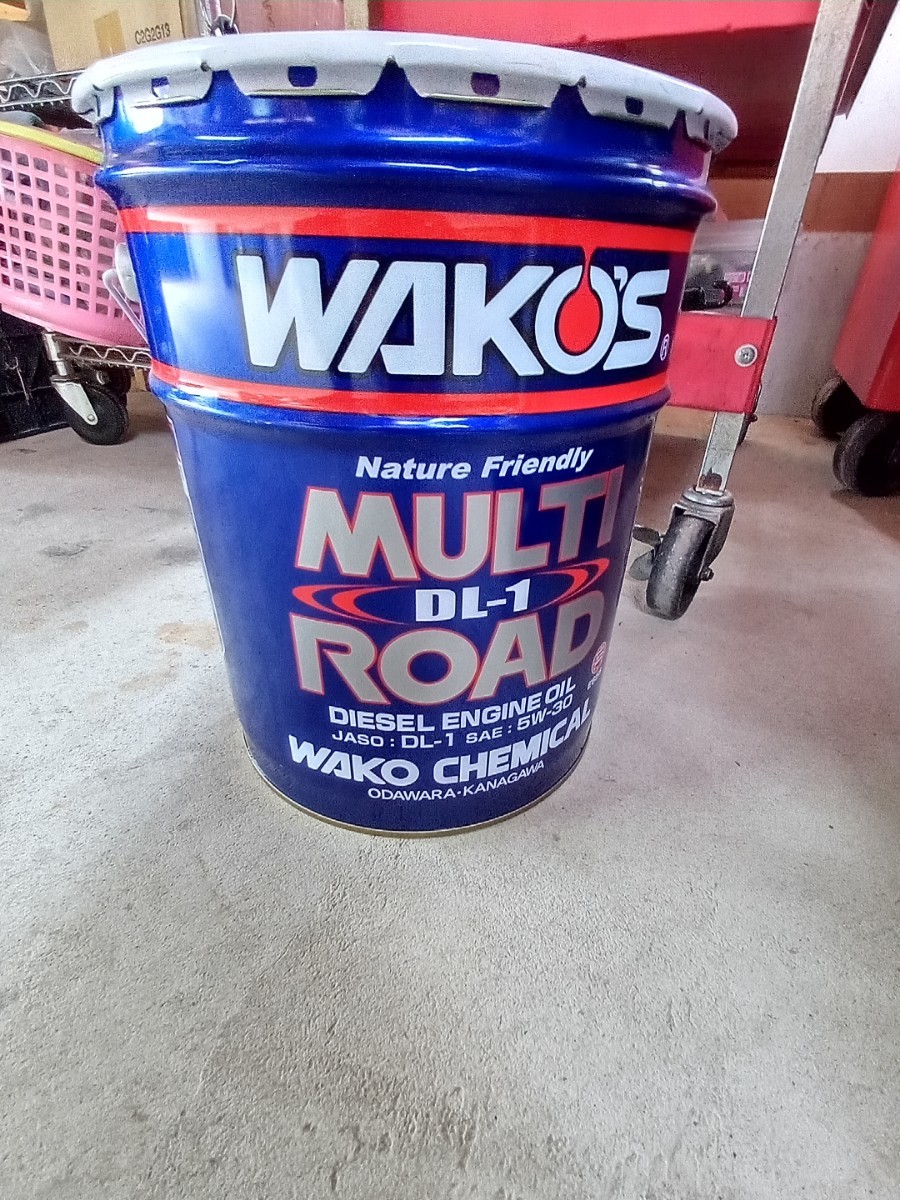 C2G2G13
WAKO'S®
Nature Friendly
MULTI
DL-1
ROAD
DIESEL ENGINE OIL
JASO : DL-1 SAE : 5W-30
WAKO CHEMICAL
ODAWARA·KANAGAWA